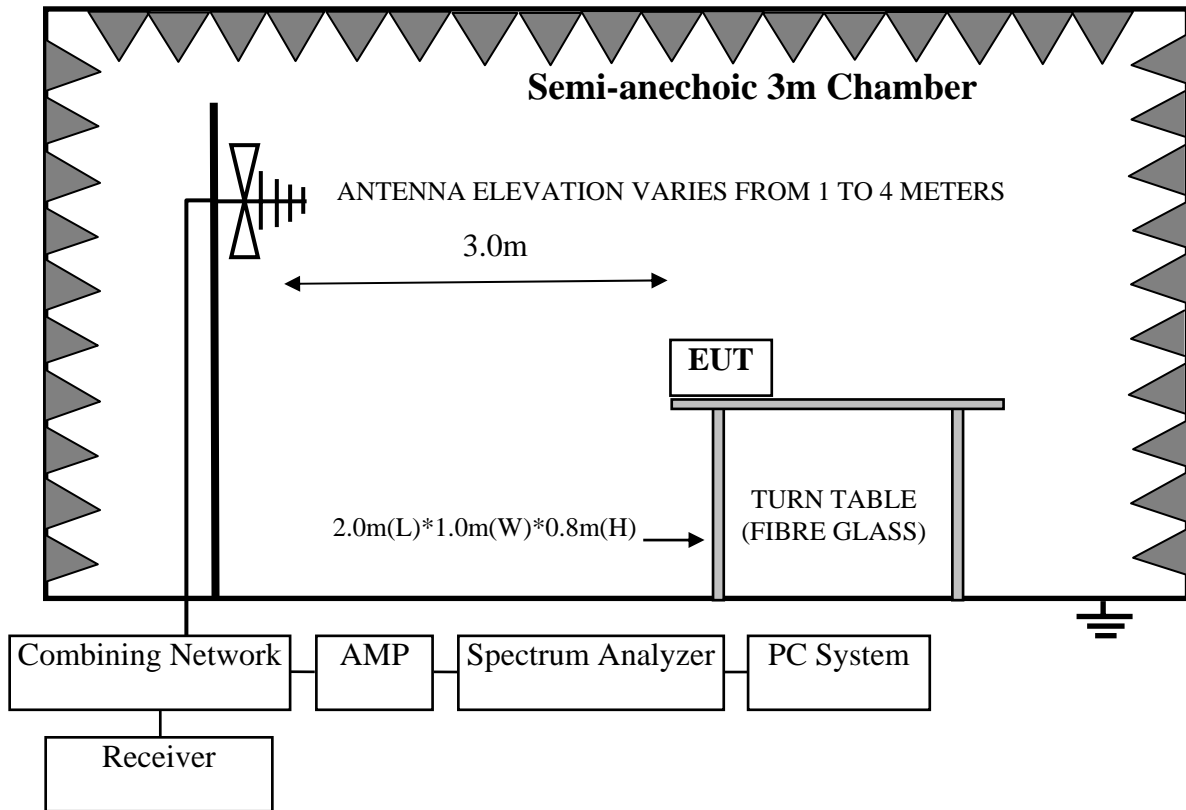 Semi-anechoic 3m Chamber
ANTENNA ELEVATION VARIES FROM 1 TO 4 METERS
3.0m
EUT
TURN TABLE
(FIBRE GLASS)
2.0m(L)*1.0m(W)*0.8m(H)
Combining Network
AMP
Spectrum Analyzer
PC System
Receiver